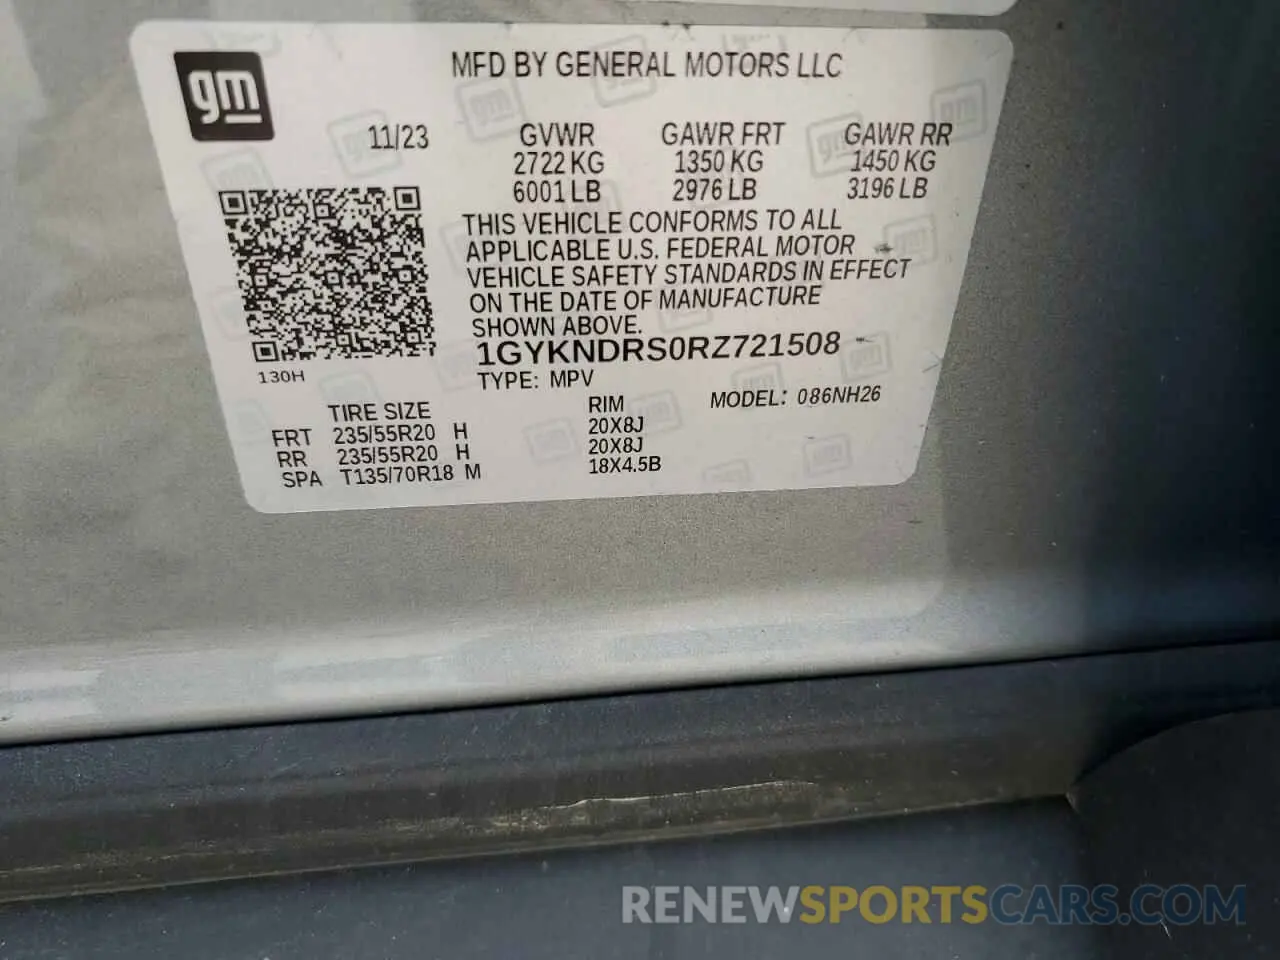 gm
MFD BY GENERAL MOTORS LLC
11/23 GVWR GAWR FRT GAWR RR
2722 KG 1350 KG 1450 KG
6001 LB 2976 LB 3196 LB
THIS VEHICLE CONFORMS TO ALL
APPLICABLE U.S. FEDERAL MOTOR
VEHICLE SAFETY STANDARDS IN EFFECT
ON THE DATE OF MANUFACTURE
SHOWN ABOVE.
1GYKNDRS0RZ721508
130H
TYPE: MPV
MODEL: 086NH26
TIRE SIZE RIM
FRT 235/55R20 H 20X8J
RR 235/55R20 H 20X8J
SPA T135/70R18 M 18X4.5B
RENEWSPORTSCARS.COM